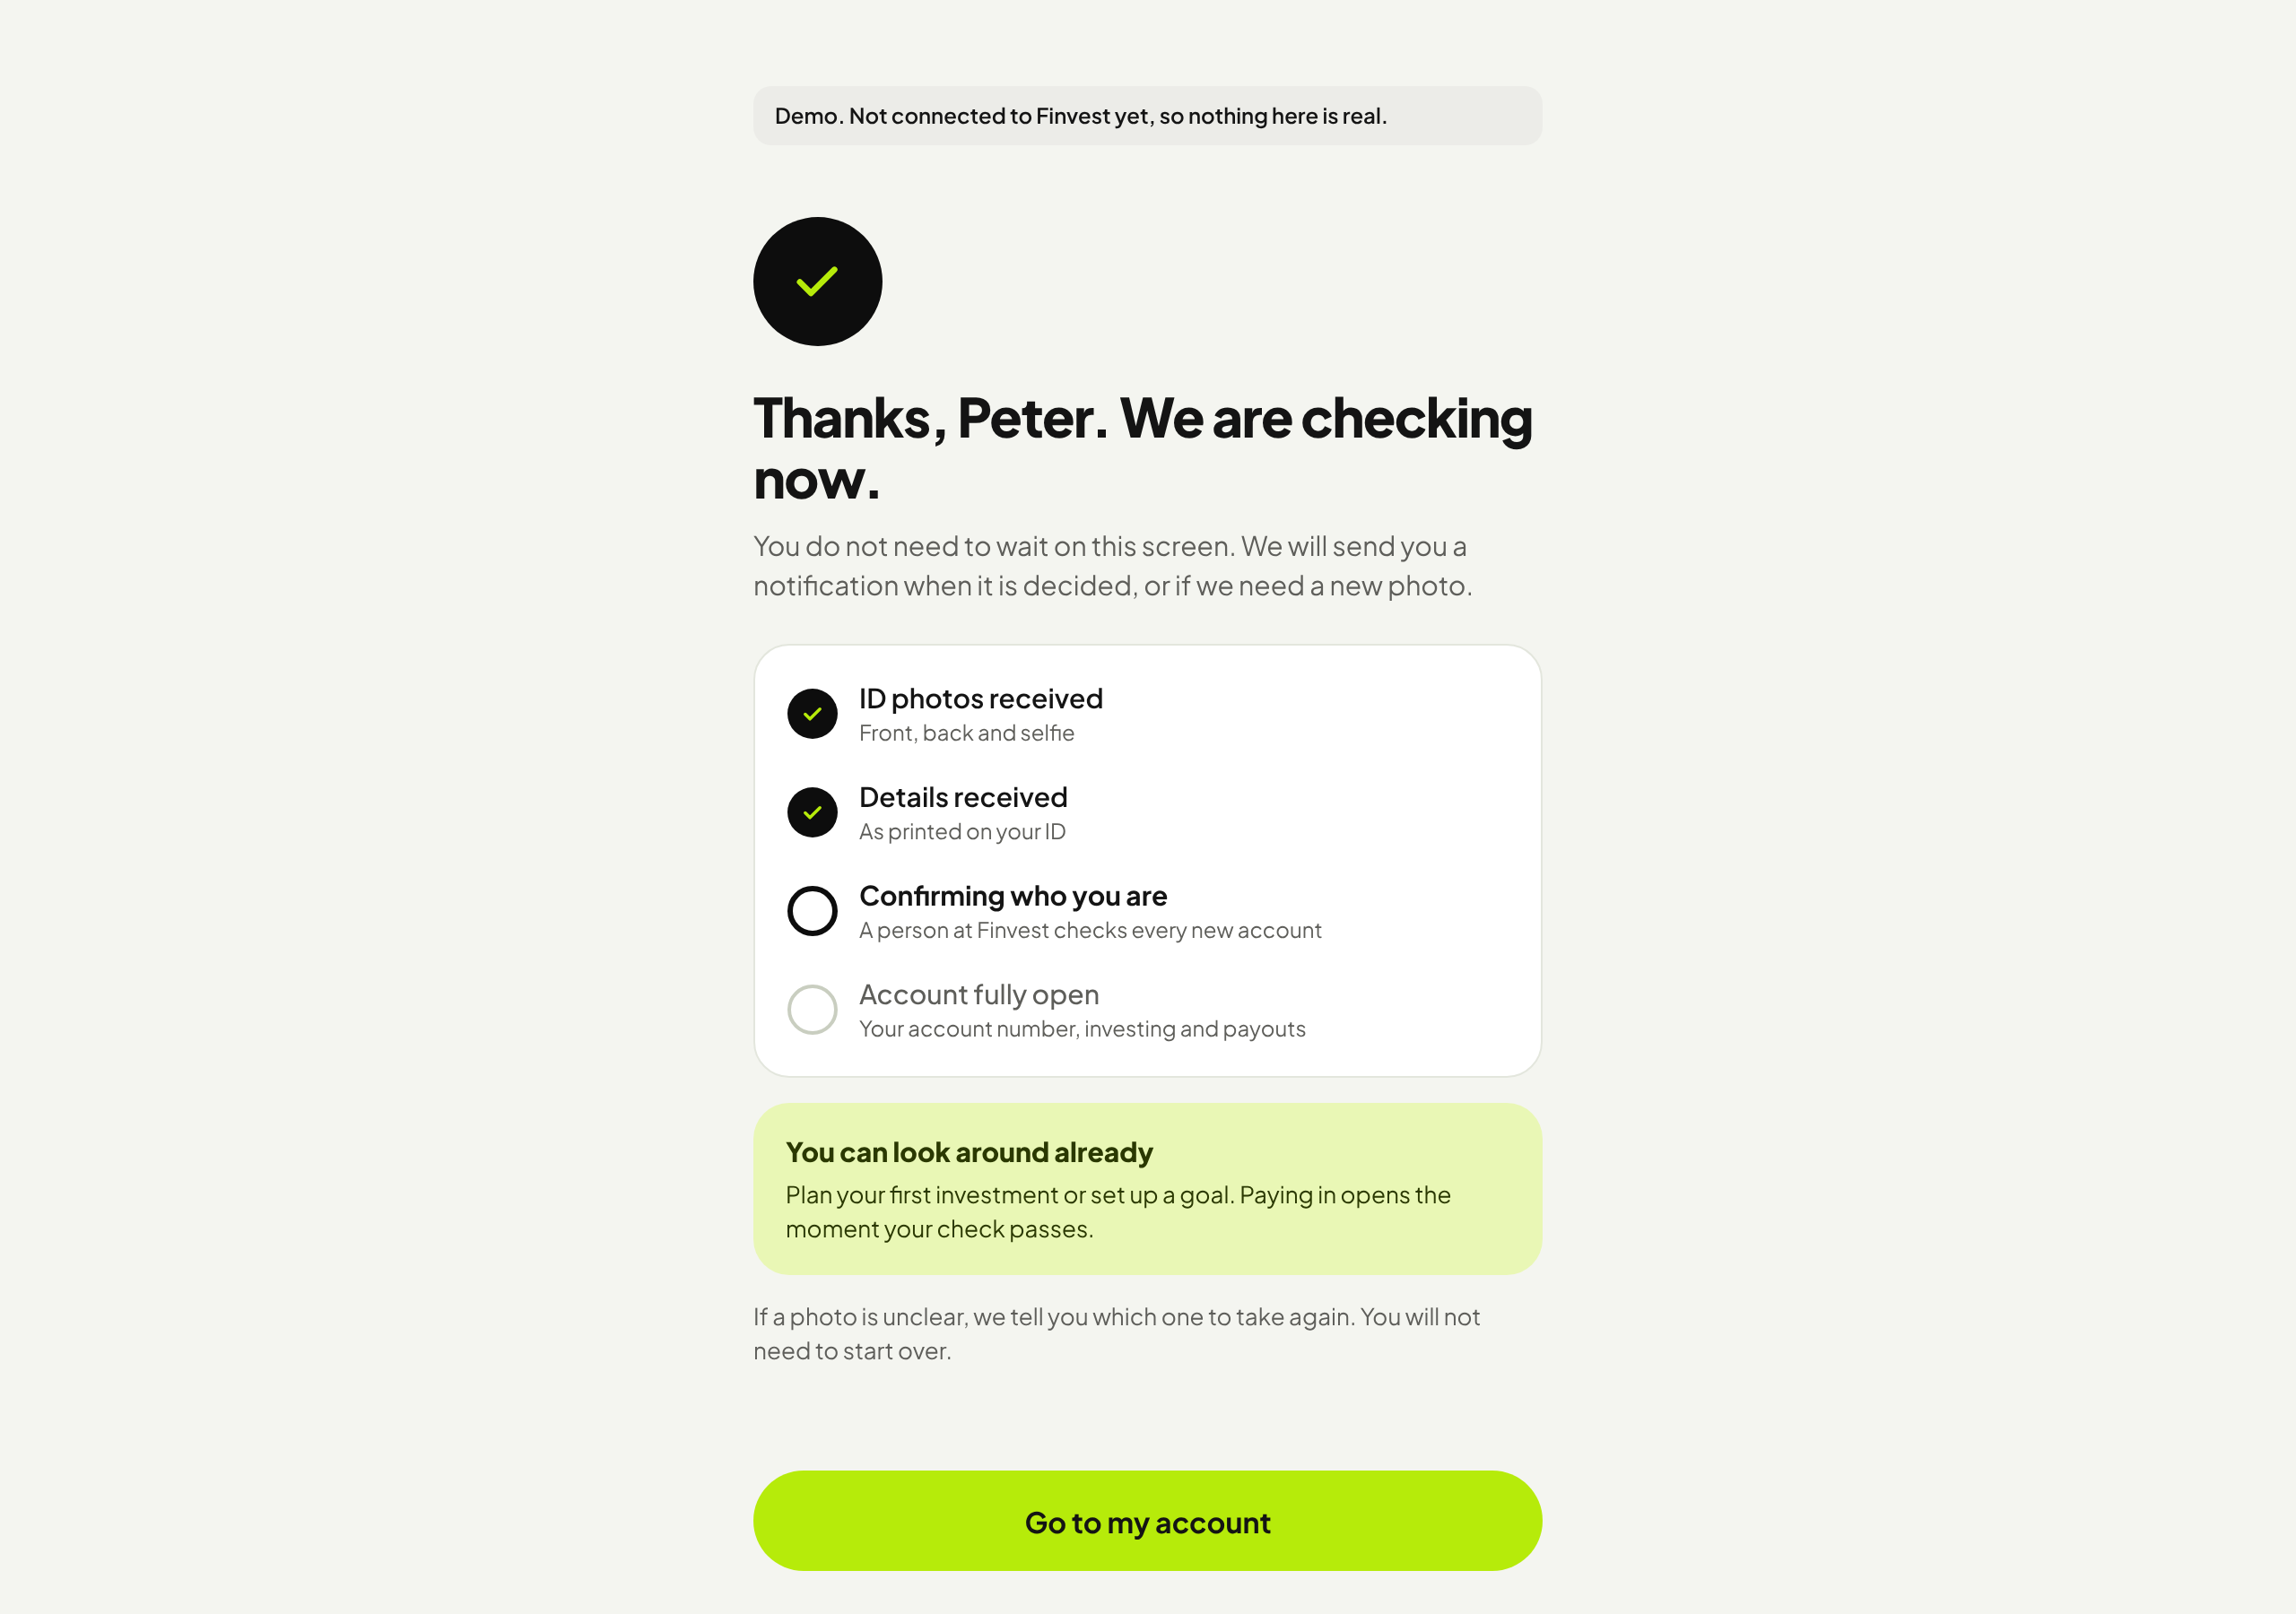 Demo. Not connected to Finvest yet, so nothing here is real.
Thanks, Peter. We are checking
now.
You do not need to wait on this screen. We will send you a
notification when it is decided, or if we need a new photo.
ID photos received
Front, back and selfie
Details received
As printed on your ID
Confirming who you are
A person at Finvest checks every new account
Account fully open
Your account number, investing and payouts
You can look around already
Plan your first investment or set up a goal. Paying in opens the
moment your check passes.
If a photo is unclear, we tell you which one to take again. You will not
need to start over.
Go to my account